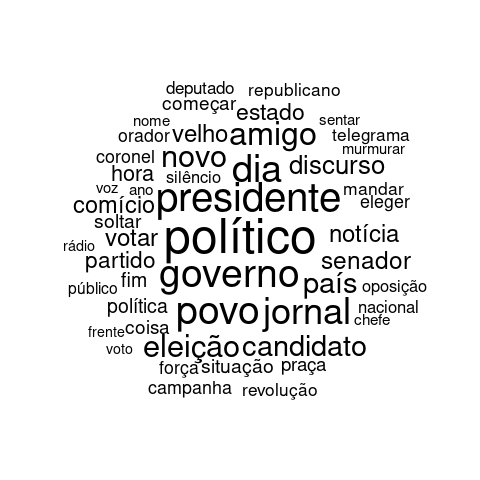 deputado republicano
começar estado
nome sentar
orador velho amigo telegrama
murmurar
coronel novo dia discurso
hora silêncio
voz ano presidente mandar
comício eleger
soltar
votar político notícia
rádio
partido senador
fim governo país oposição
público
política povo jornal nacional
chefe
frente coisa
voto eleição candidato
força situação praça
campanha revolução